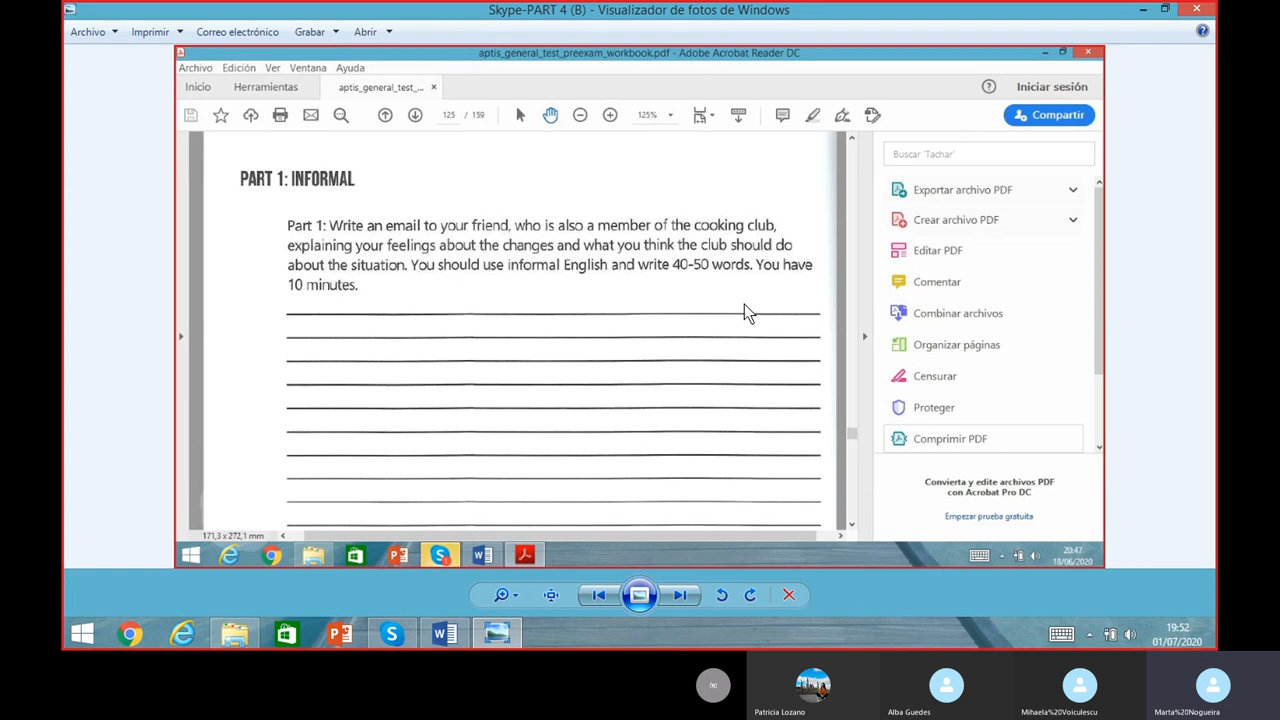 Skype-PART 4 (B) - Visualizador de fotos de Windows
Archivo Imprimir Correo electrónico Grabar Abrir
aptis_general_test_preexam_workbook.pdf - Adobe Acrobat Reader DC
Archivo Edición Ver Ventana Ayuda
Inicio Herramientas aptis_general_test_... × Iniciar sesión
125 / 159 125% Compartir
PART 1: INFORMAL
Part 1: Write an email to your friend, who is also a member of the cooking club,
explaining your feelings about the changes and what you think the club should do
about the situation. You should use informal English and write 40-50 words. You have
10 minutes.
Buscar 'Tachar'
Exportar archivo PDF
Crear archivo PDF
Editar PDF
Comentar
Combinar archivos
Organizar páginas
Censurar
Proteger
Comprimir PDF
Convierta y edite archivos PDF
con Acrobat Pro DC
Empezar prueba gratuita
171,3 x 272,1 mm
20:47
18/06/2020
19:52
01/07/2020
Patricia Lozano Alba Guedes Mihaela%20Voiculescu Marta%20Nogueira